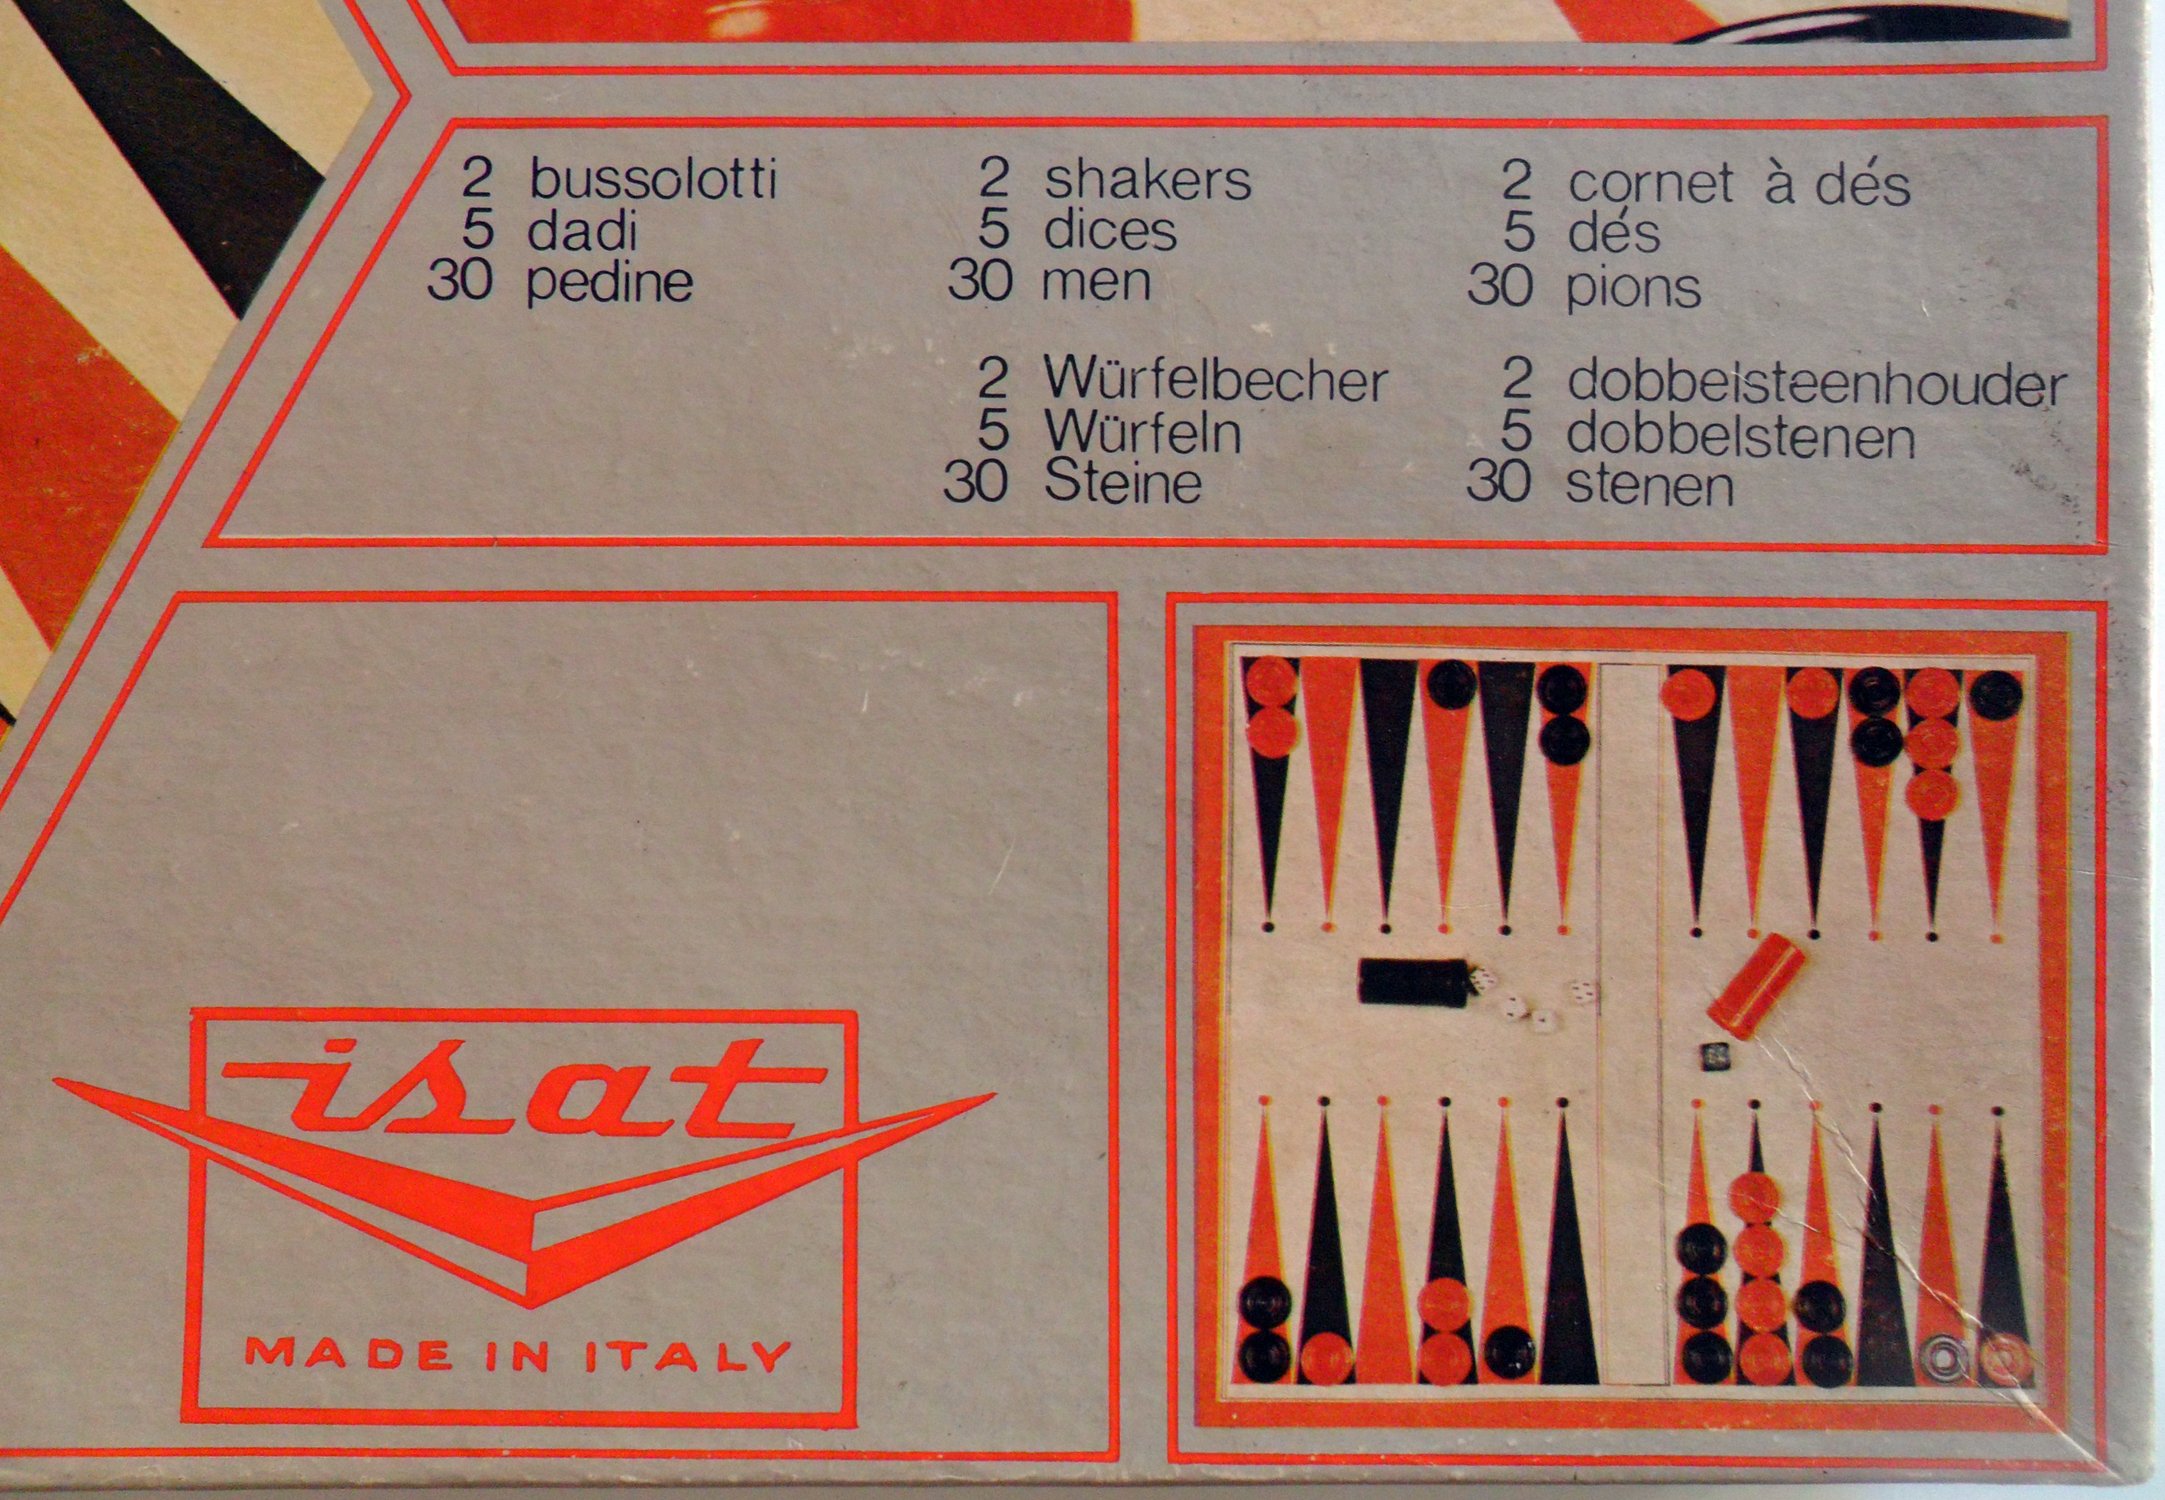 2 bussolotti
5 dadi
30 pedine
2 shakers
5 dices
30 men
2 cornet à dés
5 dés
30 pions
2 Würfelbecher
5 Würfeln
30 Steine
2 dobbelsteenhouder
5 dobbelstenen
30 stenen
isat
MADE IN ITALY